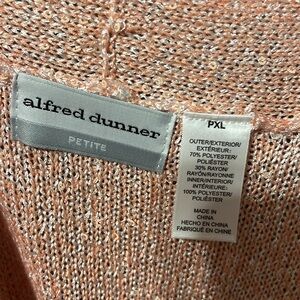 alfred dunner
PETITE
PXL
OUTER/EXTERIOR/
EXTÉRIEUR:
70% POLYESTER/
POLIÉSTER
30% RAYON/
RAYÓN/RAYONNE
INNER/INTERIOR/
INTÉRIEURE:
100% POLYESTER/
POLIÉSTER
MADE IN
CHINA
HECHO EN CHINA
FABRIQUÉ EN CHINE